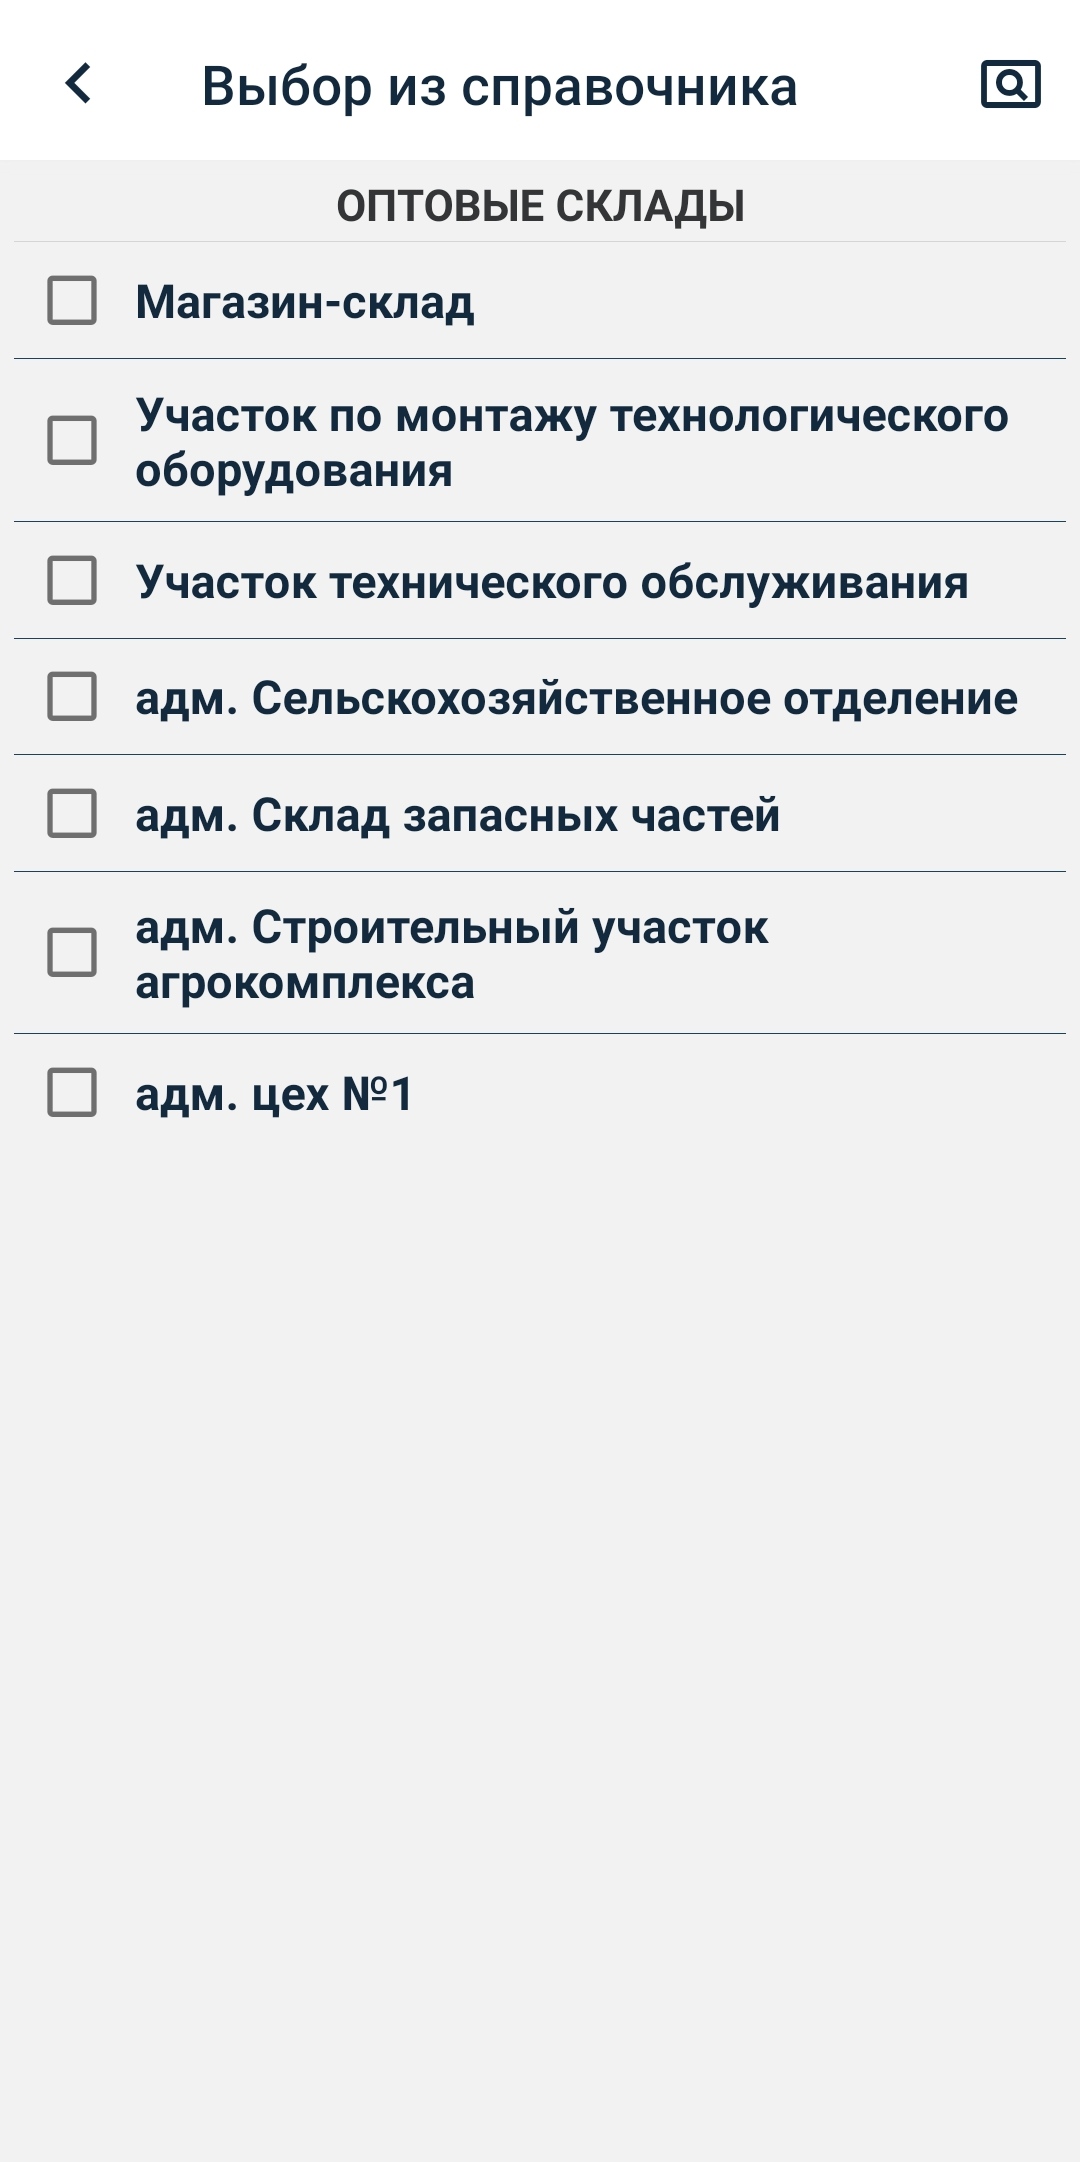 Выбор из справочника
ОПТОВЫЕ СКЛАДЫ
Магазин-склад
Участок по монтажу технологического
оборудования
Участок технического обслуживания
адм. Сельскохозяйственное отделение
адм. Склад запасных частей
адм. Строительный участок
агрокомплекса
адм. цех №1